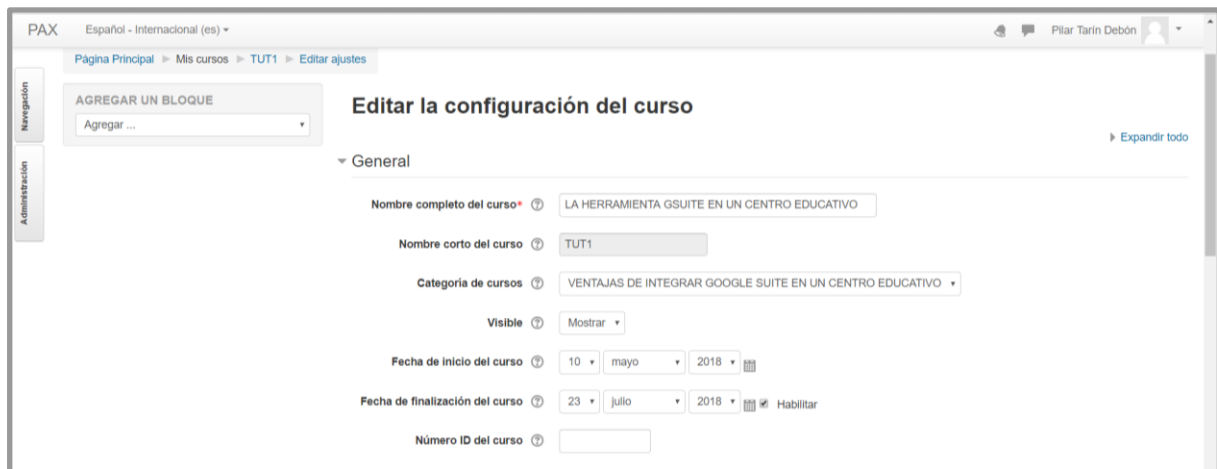 PAX Español - Internacional (es) Pilar Tarín Debón
Página Principal Mis cursos TUT1 Editar ajustes
Navegación
Administración
AGREGAR UN BLOQUE
Agregar ...
Editar la configuración del curso
Expandir todo
General
Nombre completo del curso* LA HERRAMIENTA GSUITE EN UN CENTRO EDUCATIVO
Nombre corto del curso TUT1
Categoría de cursos VENTAJAS DE INTEGRAR GOOGLE SUITE EN UN CENTRO EDUCATIVO
Visible Mostrar
Fecha de inicio del curso 10 mayo 2018
Fecha de finalización del curso 23 julio 2018 Habilitar
Número ID del curso